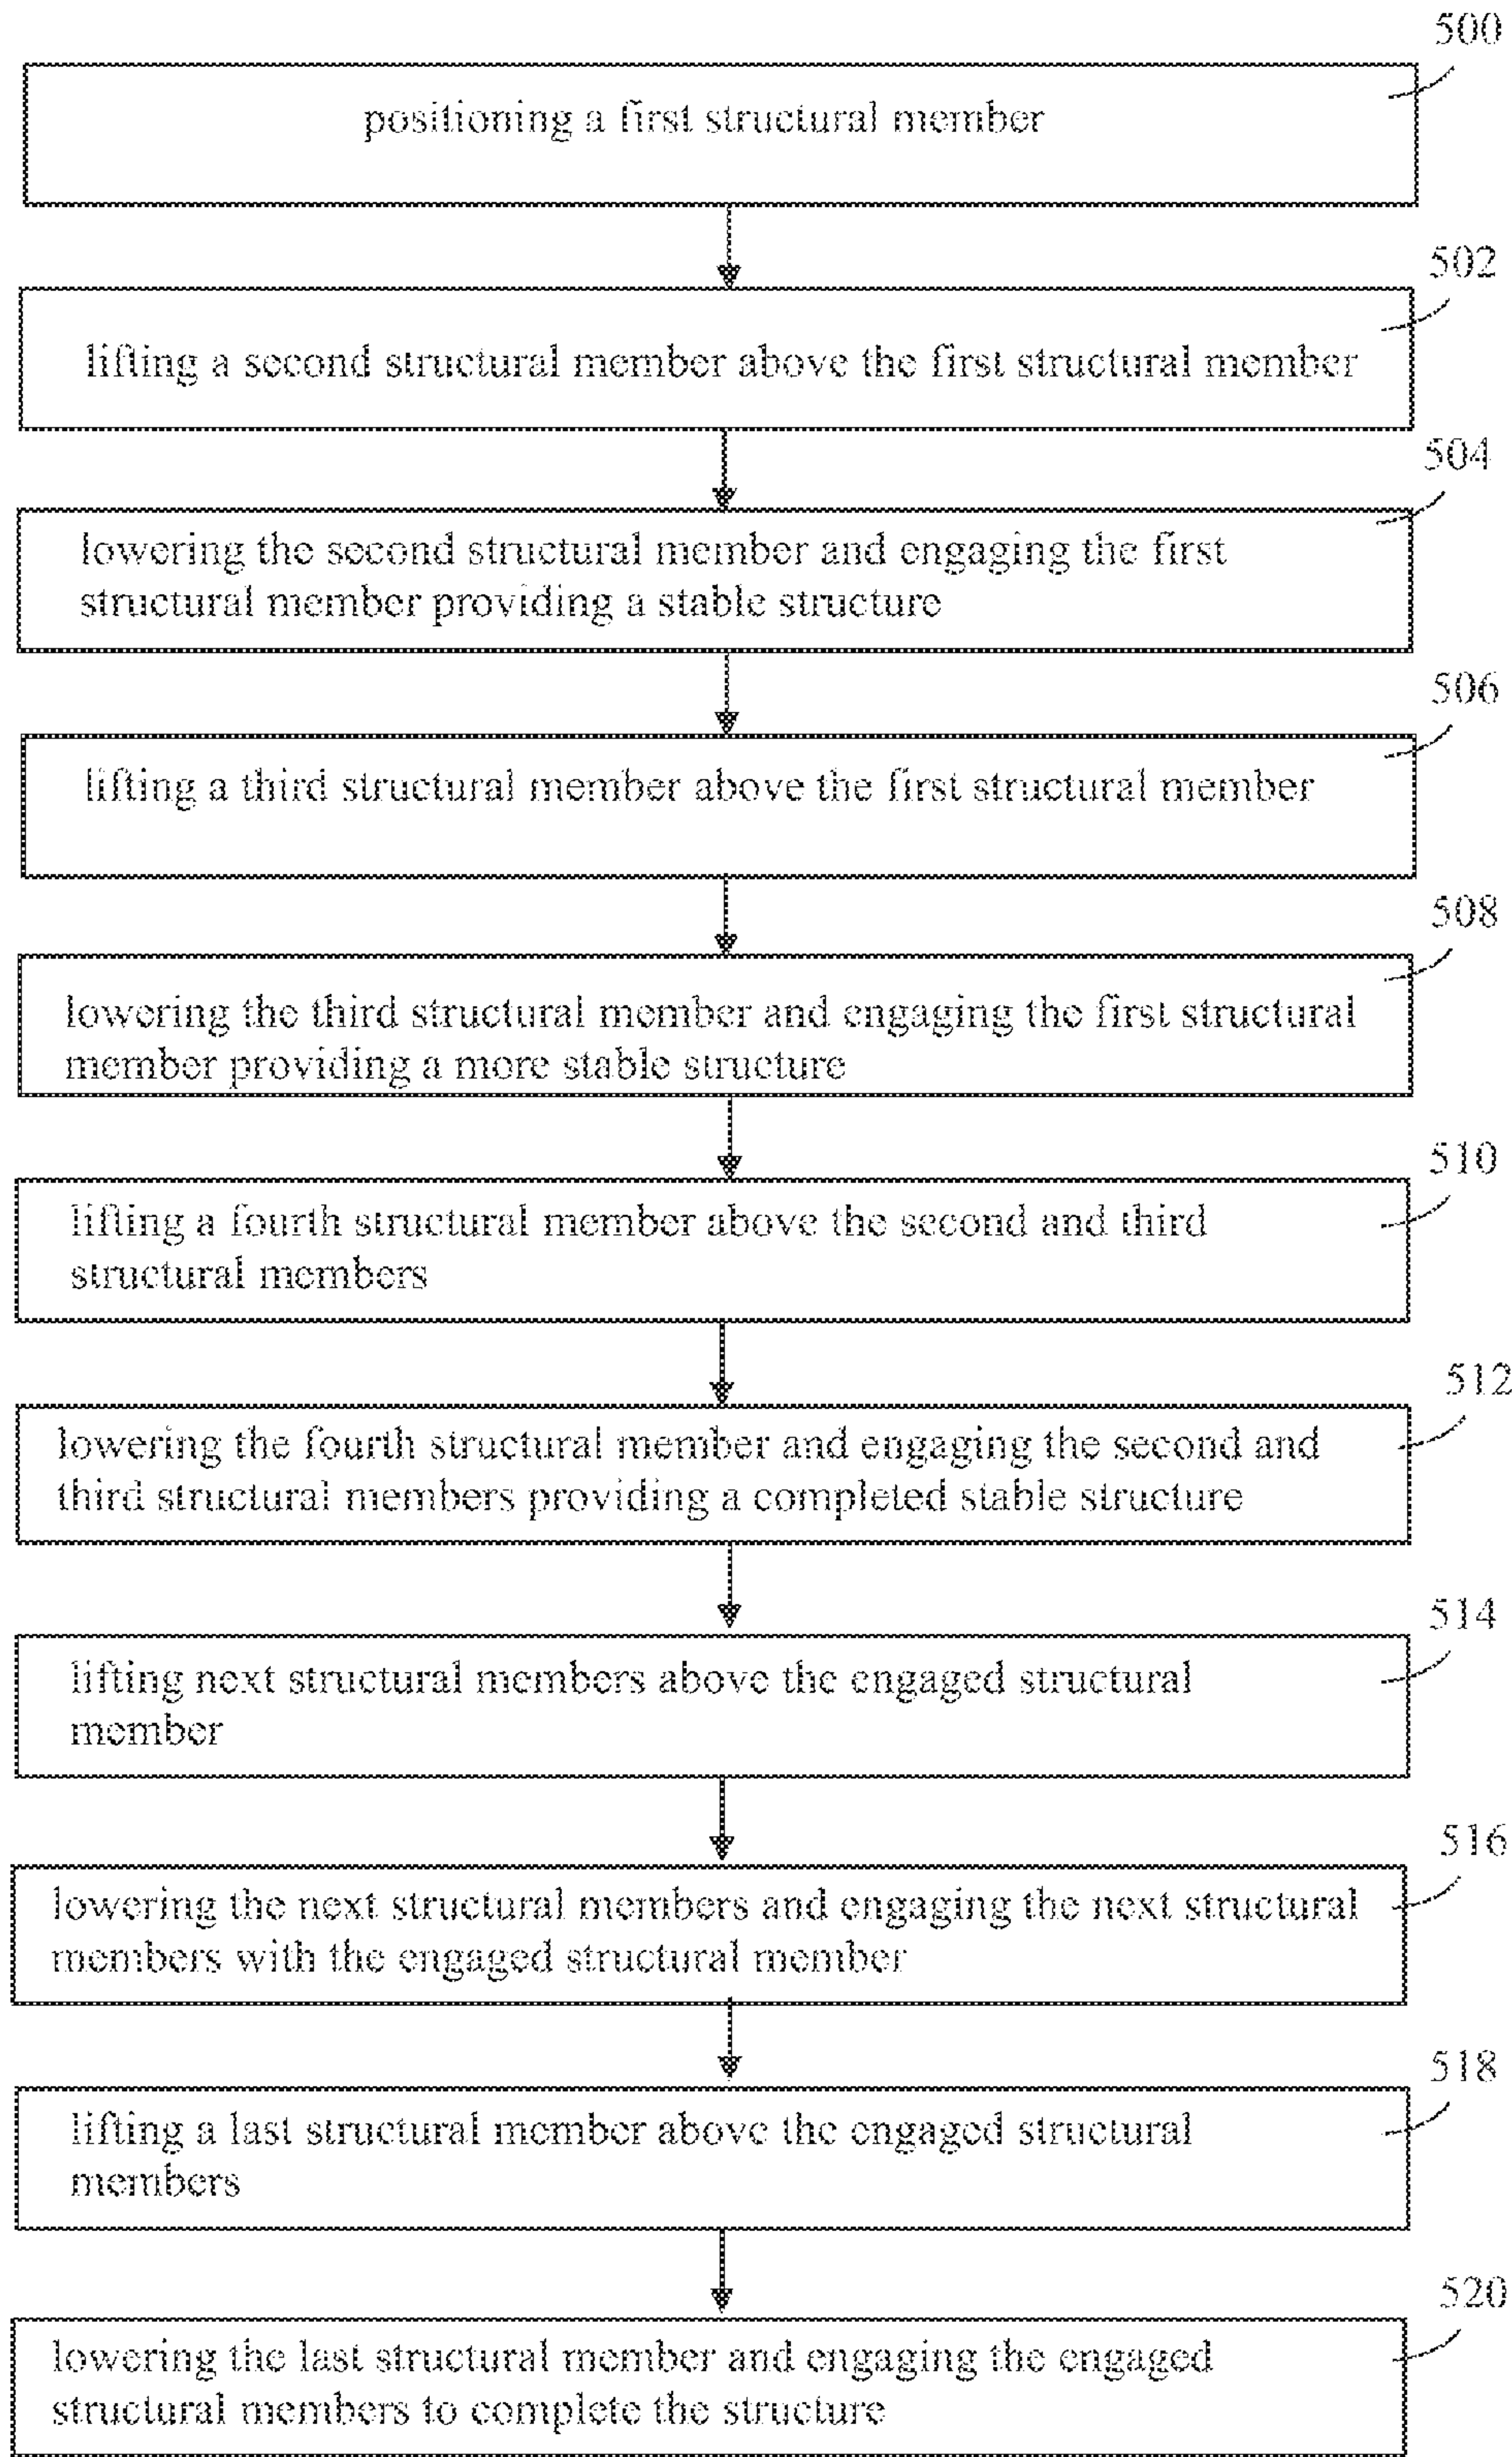 500
positioning a first structural member
502
lifting a second structural member above the first structural member
504
lowering the second structural member and engaging the first
structural member providing a stable structure
506
lifting a third structural member above the first structural member
508
lowering the third structural member and engaging the first structural
member providing a more stable structure
510
lifting a fourth structural member above the second and third
structural members
512
lowering the fourth structural member and engaging the second and
third structural members providing a completed stable structure
514
lifting next structural members above the engaged structural
member
516
lowering the next structural members and engaging the next structural
members with the engaged structural member
518
lifting a last structural member above the engaged structural
members
520
lowering the last structural member and engaging the engaged
structural members to complete the structure